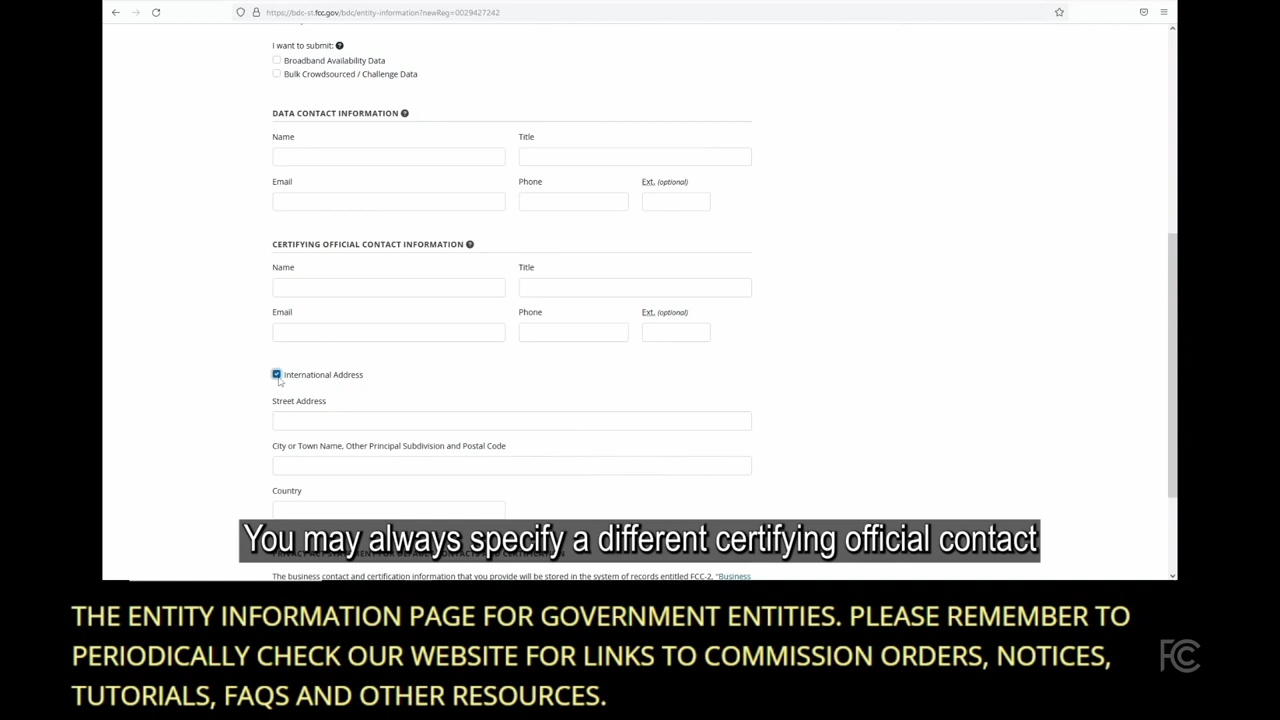 https://bdc-st.fcc.gov/bdc/entity-information?newReg=0029427242
I want to submit:
Broadband Availability Data
Bulk Crowdsourced / Challenge Data
DATA CONTACT INFORMATION
Name Title
Email Phone Ext. (optional)
CERTIFYING OFFICIAL CONTACT INFORMATION
Name Title
Email Phone Ext. (optional)
International Address
Street Address
City or Town Name, Other Principal Subdivision and Postal Code
Country
You may always specify a different certifying official contact
The business contact and certification information that you provide will be stored in the system of records entitled FCC-2, "Business
THE ENTITY INFORMATION PAGE FOR GOVERNMENT ENTITIES. PLEASE REMEMBER TO
PERIODICALLY CHECK OUR WEBSITE FOR LINKS TO COMMISSION ORDERS, NOTICES,
TUTORIALS, FAQS AND OTHER RESOURCES.
FCC